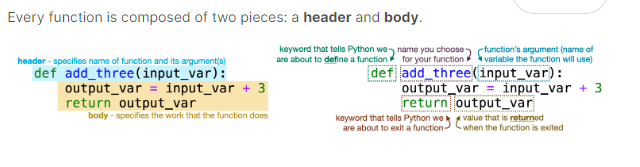 Every function is composed of two pieces: a header and body.
header - specifies name of function and its argument(s)
def add_three(input_var):
output_var = input_var + 3
return output_var
body - specifies the work that the function does
keyword that tells Python we
are about to define a function
name you choose
for your function
function's argument (name of
variable the function will use)
def add_three(input_var):
output_var = input_var + 3
return output_var
keyword that tells Python we
are about to exit a function
value that is returned
when the function is exited